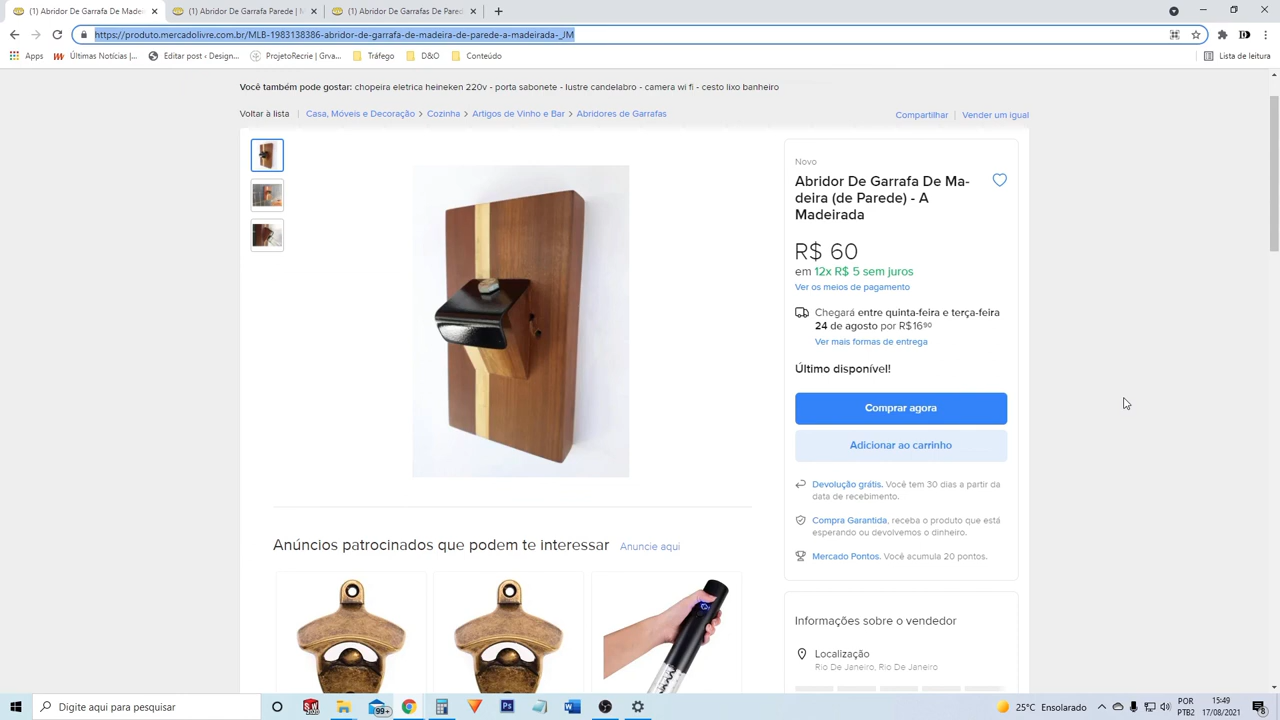 (1) Abridor De Garrafa De Madeir
(1) Abridor De Garrafa Parede | M
(1) Abridor De Garrafas De Pared
https://produto.mercadolivre.com.br/MLB-1983138386-abridor-de-garrafa-de-madeira-de-parede-a-madeirada-_JM
Apps
Últimas Notícias |...
Editar post ‹ Design...
ProjetoRecrie | Grva...
Tráfego
D&O
Conteúdo
Lista de leitura
Você também pode gostar: chopeira eletrica heineken 220v - porta sabonete - lustre candelabro - camera wi fi - cesto lixo banheiro
Voltar à lista | Casa, Móveis e Decoração > Cozinha > Artigos de Vinho e Bar > Abridores de Garrafas
Compartilhar | Vender um igual
Novo
Abridor De Garrafa De Ma-
deira (de Parede) - A
Madeirada
R$ 60
em 12x R$ 5 sem juros
Ver os meios de pagamento
Chegará entre quinta-feira e terça-feira
24 de agosto por R$16⁹⁰
Ver mais formas de entrega
Último disponível!
Comprar agora
Adicionar ao carrinho
Devolução grátis. Você tem 30 dias a partir da
data de recebimento.
Compra Garantida, receba o produto que está
esperando ou devolvemos o dinheiro.
Mercado Pontos. Você acumula 20 pontos.
Anúncios patrocinados que podem te interessar
Anuncie aqui
Informações sobre o vendedor
Localização
Rio De Janeiro, Rio De Janeiro
Digite aqui para pesquisar
99+
25°C Ensolarado
POR
PTB2
15:49
17/08/2021